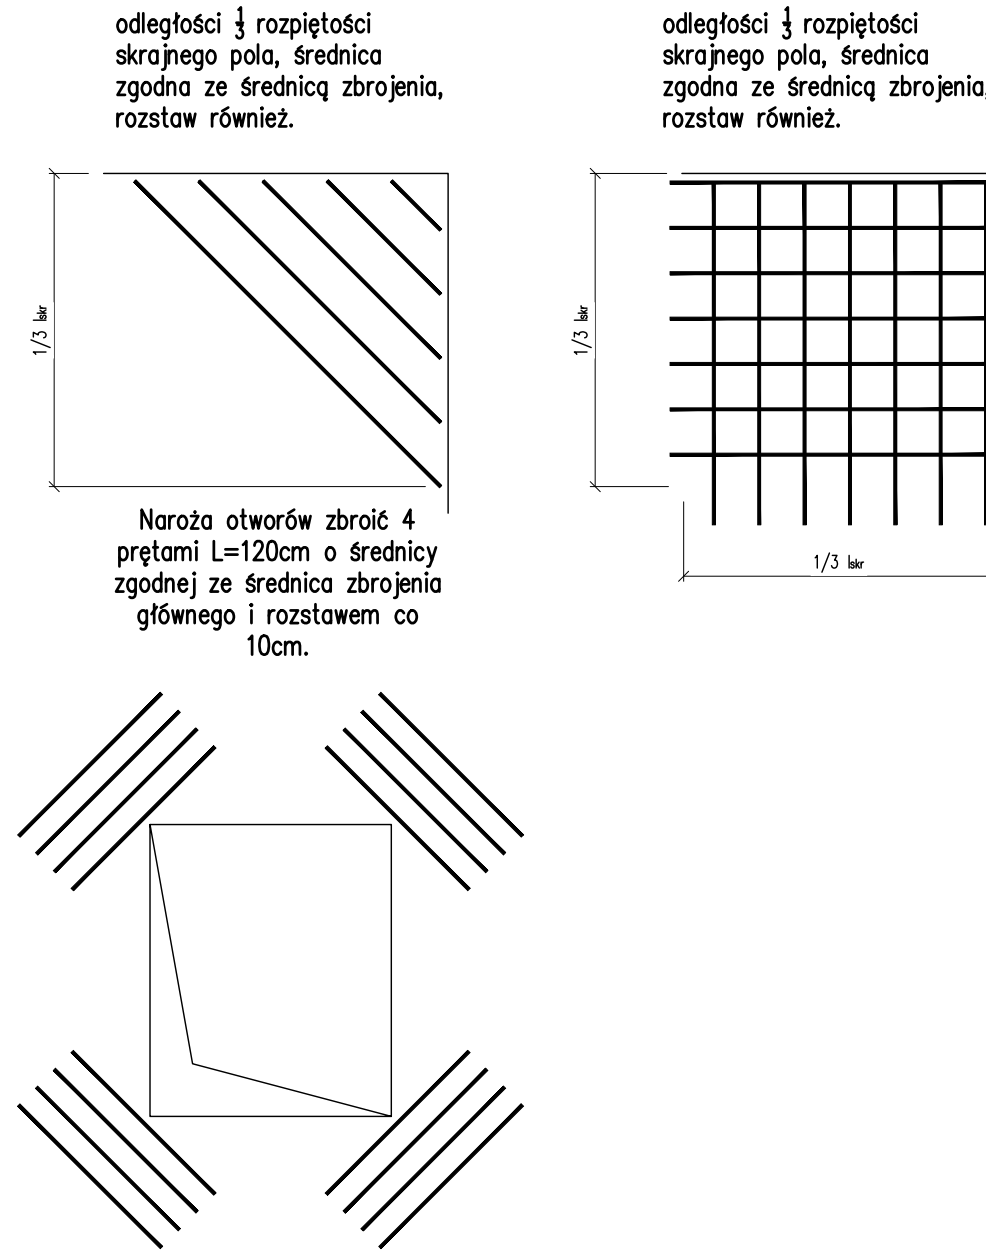 odległości 1/3 rozpiętości
skrajnego pola, średnica
zgodna ze średnicą zbrojenia,
rozstaw również.
odległości 1/3 rozpiętości
skrajnego pola, średnica
zgodna ze średnicą zbrojenia,
rozstaw również.
1/3 lskr
1/3 lskr
Naroża otworów zbroić 4
prętami L=120cm o średnicy
zgodnej ze średnica zbrojenia
głównego i rozstawem co
10cm.
1/3 lskr